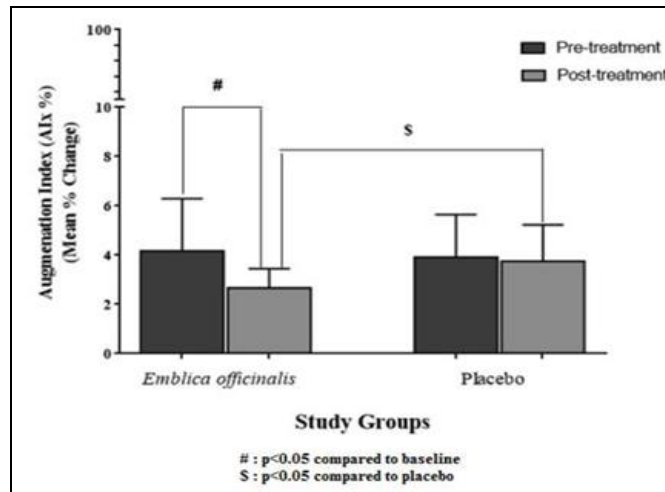 100
Pre-treatment
Post-treatment
#
10
$
8
6
4
2
0
Augmenation Index (AIx %)
(Mean % Change)
Emblica officinalis
Placebo
Study Groups
# : p<0.05 compared to baseline
$ : p<0.05 compared to placebo